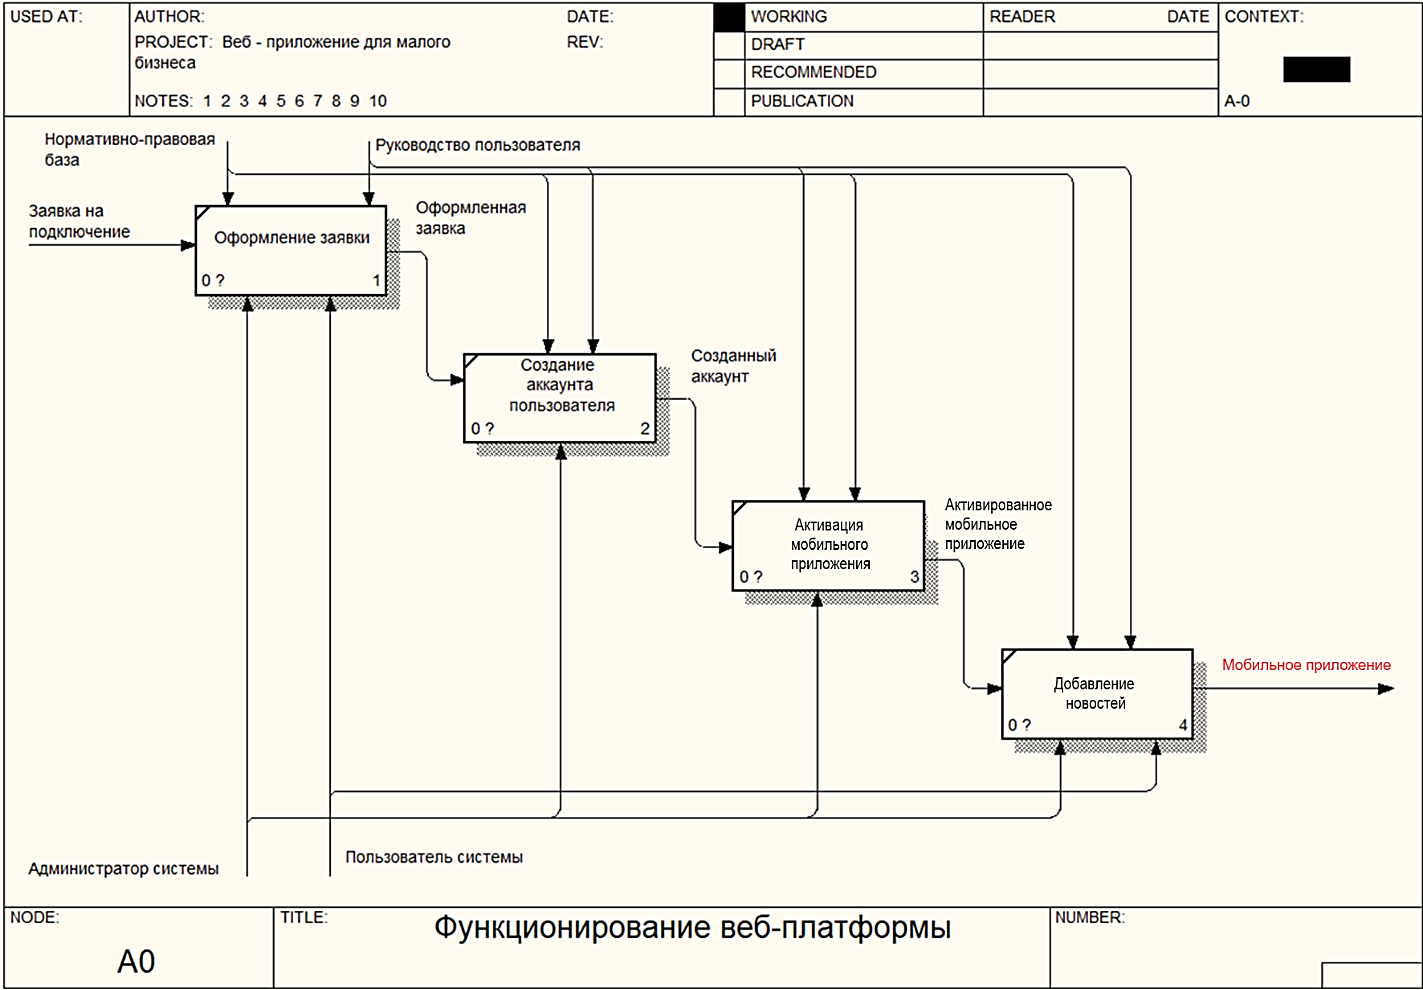 USED AT:
AUTHOR:
DATE:
WORKING
READER
DATE
CONTEXT:
PROJECT: Веб - приложение для малого
бизнеса
REV:
DRAFT
RECOMMENDED
NOTES: 1 2 3 4 5 6 7 8 9 10
PUBLICATION
A-0
Нормативно-правовая
база
Руководство пользователя
Заявка на
подключение
Оформление заявки
0 ?
1
Оформленная
заявка
Создание
аккаунта
пользователя
0 ?
2
Созданный
аккаунт
Активация
мобильного
приложения
0 ?
3
Активированное
мобильное
приложение
Добавление
новостей
0 ?
4
Мобильное приложение
Администратор системы
Пользователь системы
NODE:
A0
TITLE:
Функционирование веб-платформы
NUMBER: